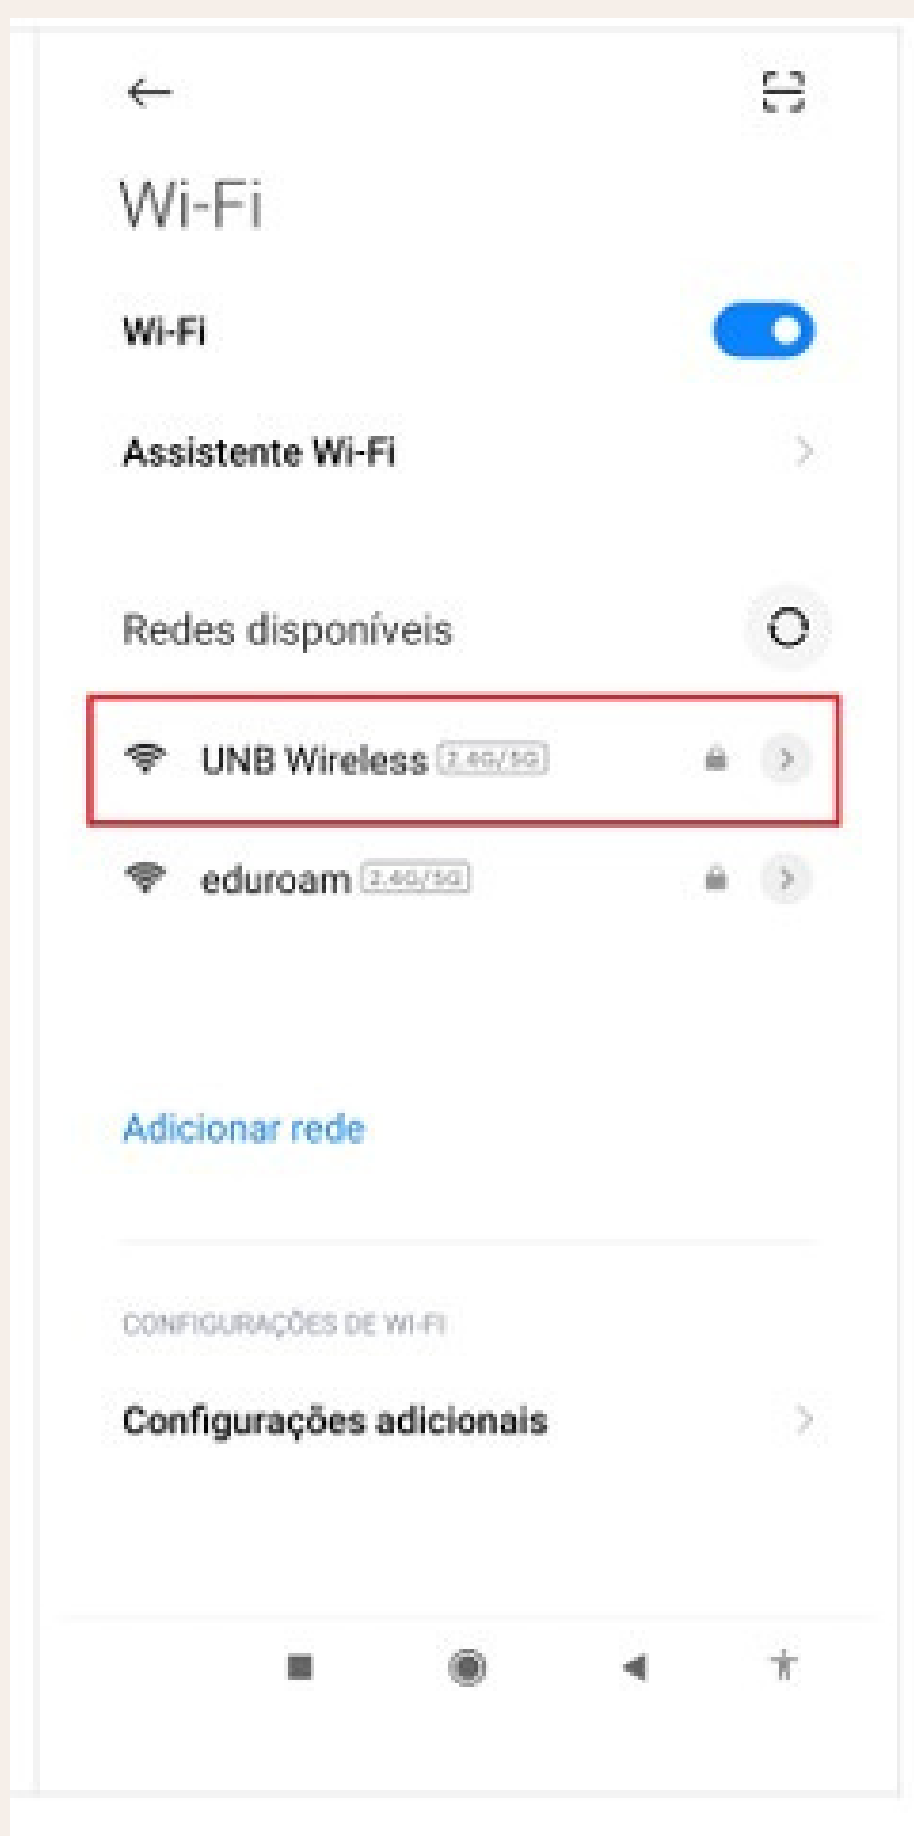 Wi-Fi
Wi-Fi
Assistente Wi-Fi
Redes disponíveis
UNB Wireless 2.4G/5G
eduroam 2.4G/5G
Adicionar rede
CONFIGURAÇÕES DE WI-FI
Configurações adicionais